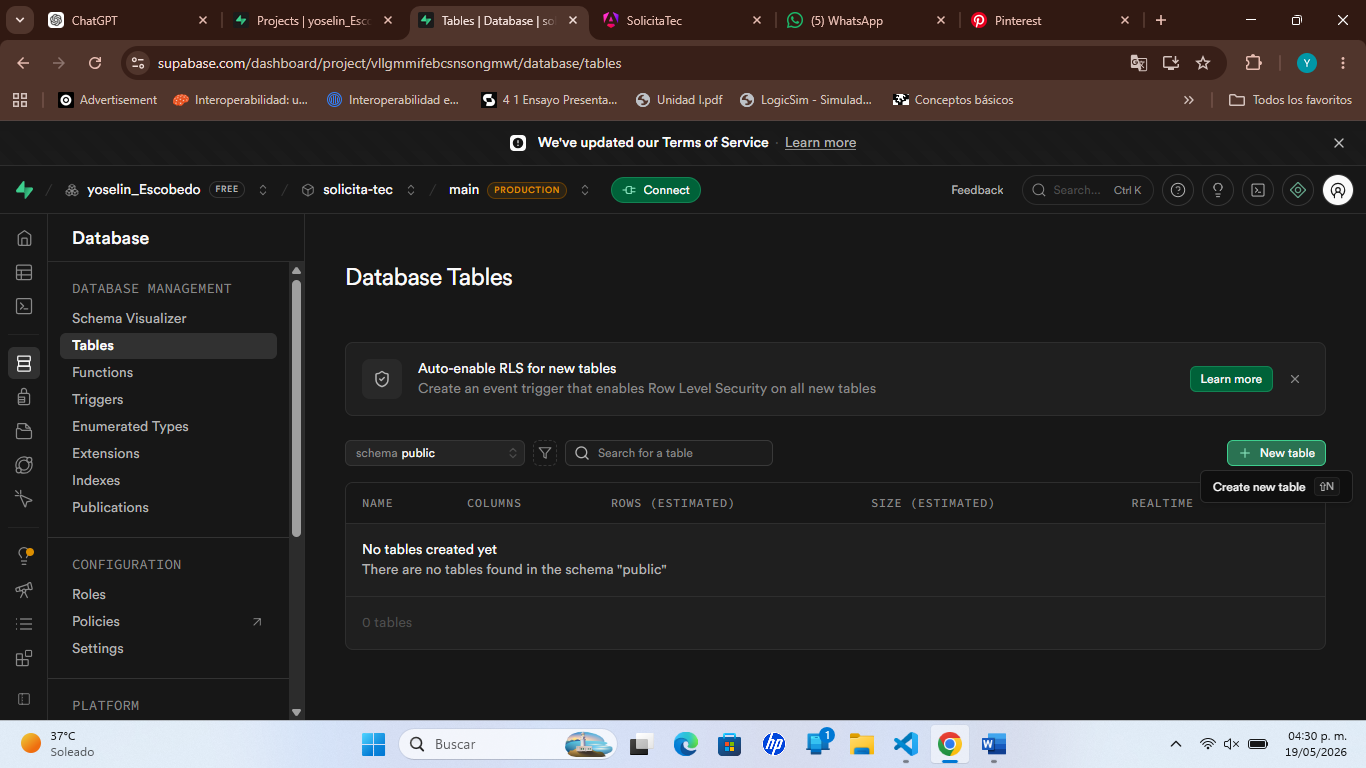 ChatGPT
Projects | yoselin_Esc
Tables | Database | so
SolicitaTec
(5) WhatsApp
Pinterest
supabase.com/dashboard/project/vllgmmifebcsnsongmwt/database/tables
Y
Advertisement
Interoperabilidad: u...
Interoperabilidad e...
4 1 Ensayo Presenta...
Unidad I.pdf
LogicSim - Simulad...
Conceptos básicos
Todos los favoritos
We've updated our Terms of Service · Learn more
yoselin_Escobedo FREE / solicita-tec / main PRODUCTION Connect
Feedback Search... Ctrl K
Database
DATABASE MANAGEMENT
Schema Visualizer
Tables
Functions
Triggers
Enumerated Types
Extensions
Indexes
Publications
CONFIGURATION
Roles
Policies
Settings
PLATFORM
Database Tables
Auto-enable RLS for new tables
Create an event trigger that enables Row Level Security on all new tables
Learn more
schema public
Search for a table
New table
Create new table ⇧N
NAME COLUMNS ROWS (ESTIMATED) SIZE (ESTIMATED) REALTIME
No tables created yet
There are no tables found in the schema "public"
0 tables
37°C
Soleado
Buscar
hp
1
04:30 p. m.
19/05/2026